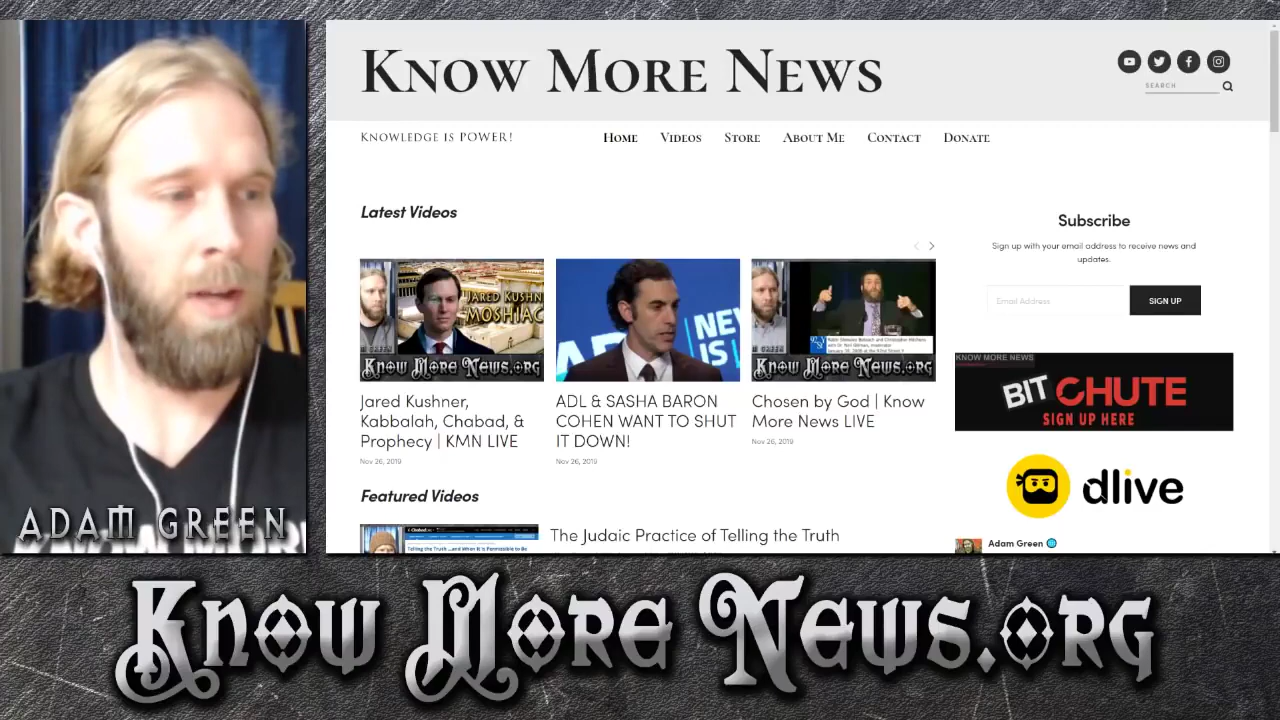 Know More News
SEARCH
Knowledge is POWER!
Home Videos Store About Me Contact Donate
Latest Videos
JARED KUSHN
MOSHIAC
Know More News.org
Know More News.org
Jared Kushner,
Kabbalah, Chabad, &
Prophecy | KMN LIVE
Nov 26, 2019
ADL & SASHA BARON
COHEN WANT TO SHUT
IT DOWN!
Nov 26, 2019
Chosen by God | Know
More News LIVE
Nov 26, 2019
Featured Videos
The Judaic Practice of Telling the Truth
Subscribe
Sign up with your email address to receive news and
updates.
Email Address
SIGN UP
KNOW MORE NEWS
BIT CHUTE
SIGN UP HERE
dlive
Adam Green
ADAM GREEN
Know More News.org